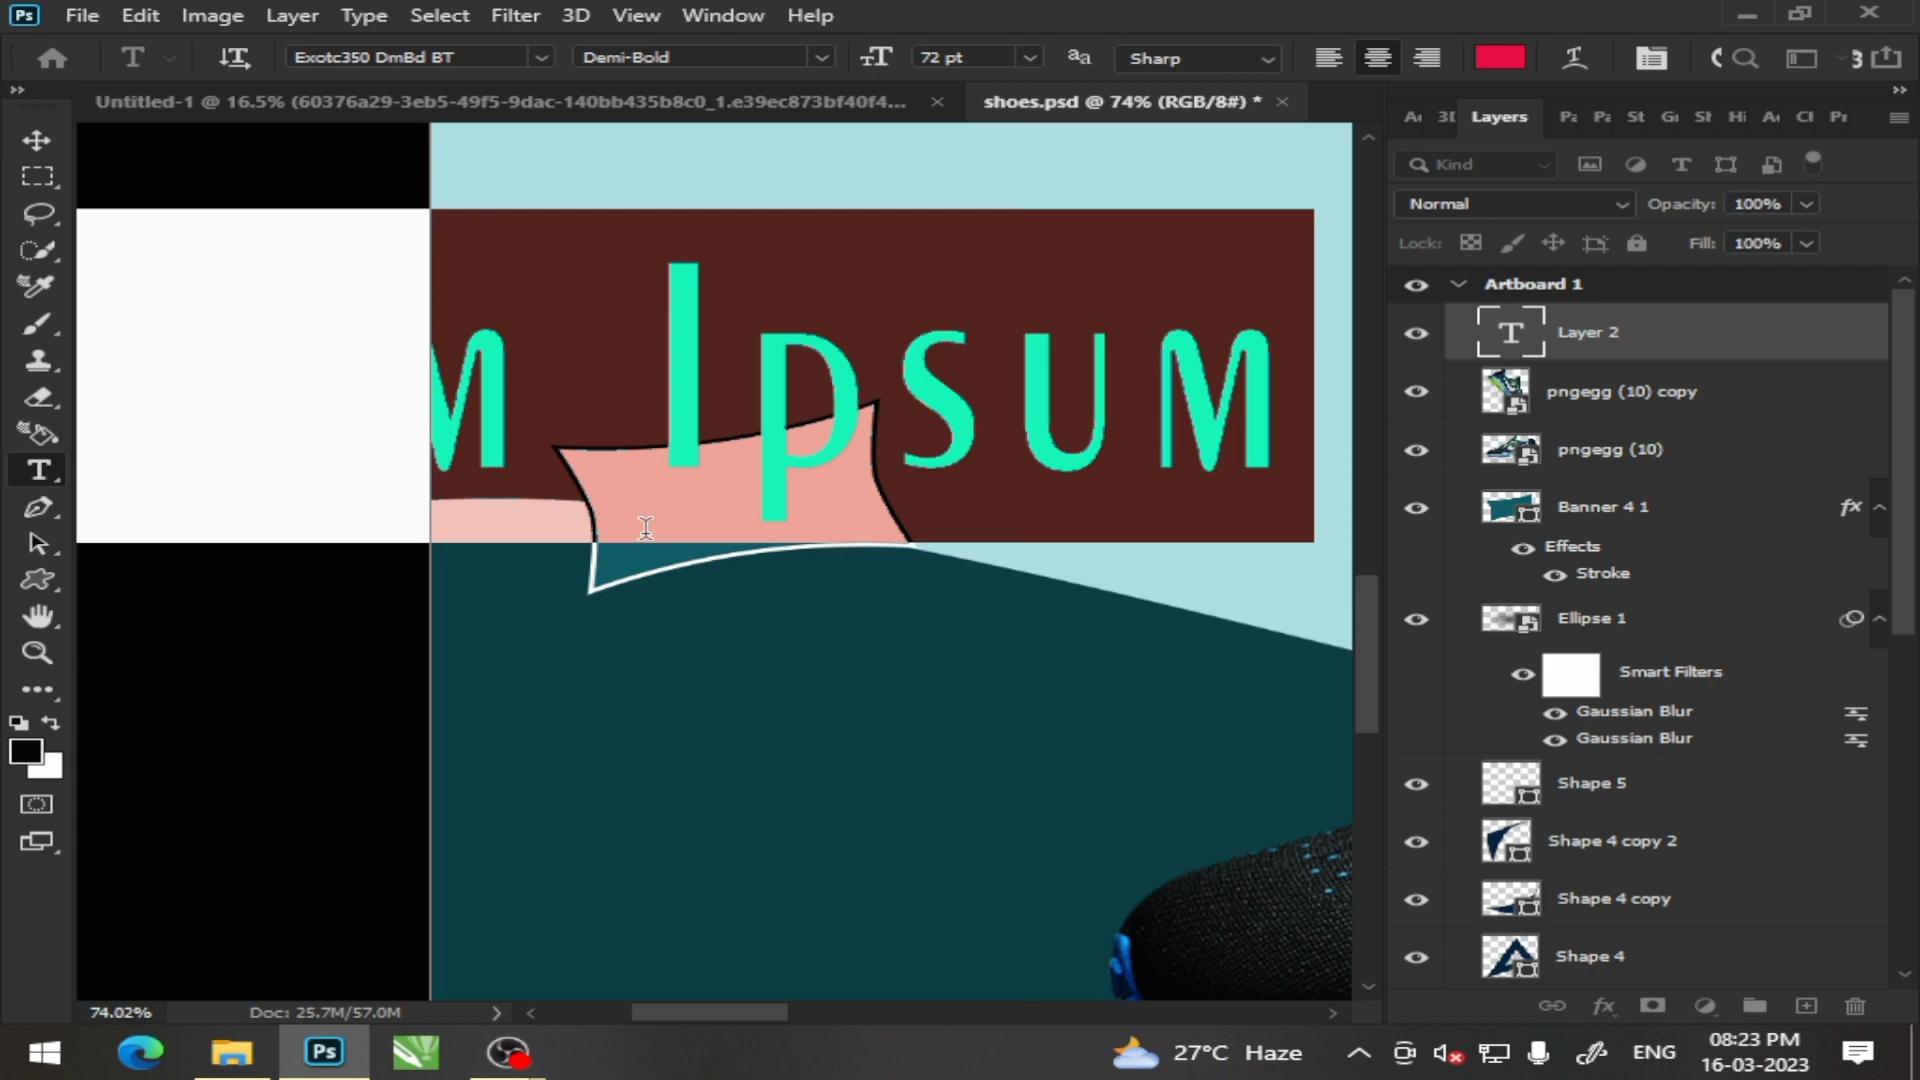 Ps File Edit Image Layer Type Select Filter 3D View Window Help
Exotc350 DmBd BT Demi-Bold 72 pt Sharp
Untitled-1 @ 16.5% (60376a29-3eb5-49f5-9dac-140bb435b8c0_1.e39ec873bf40f4... shoes.psd @ 74% (RGB/8#) *
Layers
Kind
Normal Opacity: 100%
Lock: Fill: 100%
Artboard 1
Layer 2
pngegg (10) copy
pngegg (10)
Banner 4 1 fx
Effects
Stroke
Ellipse 1
Smart Filters
Gaussian Blur
Gaussian Blur
Shape 5
Shape 4 copy 2
Shape 4 copy
Shape 4
m Ipsum
74.02% Doc: 25.7M/57.0M
Ps 27°C Haze ENG 08:23 PM
16-03-2023